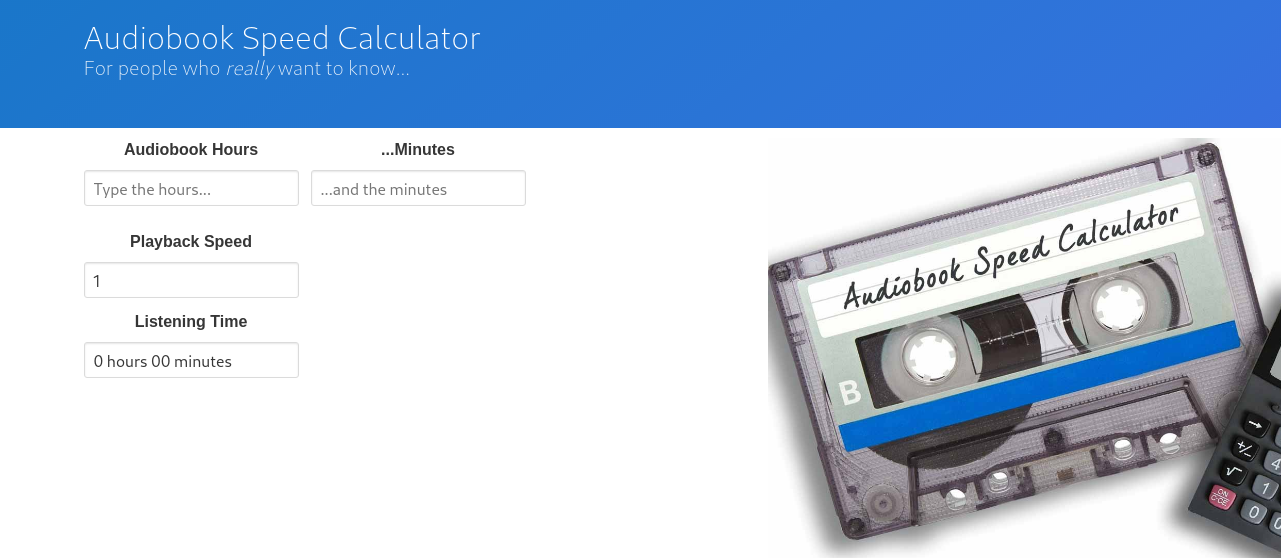 Audiobook Speed Calculator
For people who really want to know...
Audiobook Hours
...Minutes
Type the hours...
...and the minutes
Playback Speed
1
Listening Time
0 hours 00 minutes
Audiobook Speed Calculator
B
→
+/-
4
√
1
ON
C·CE
0